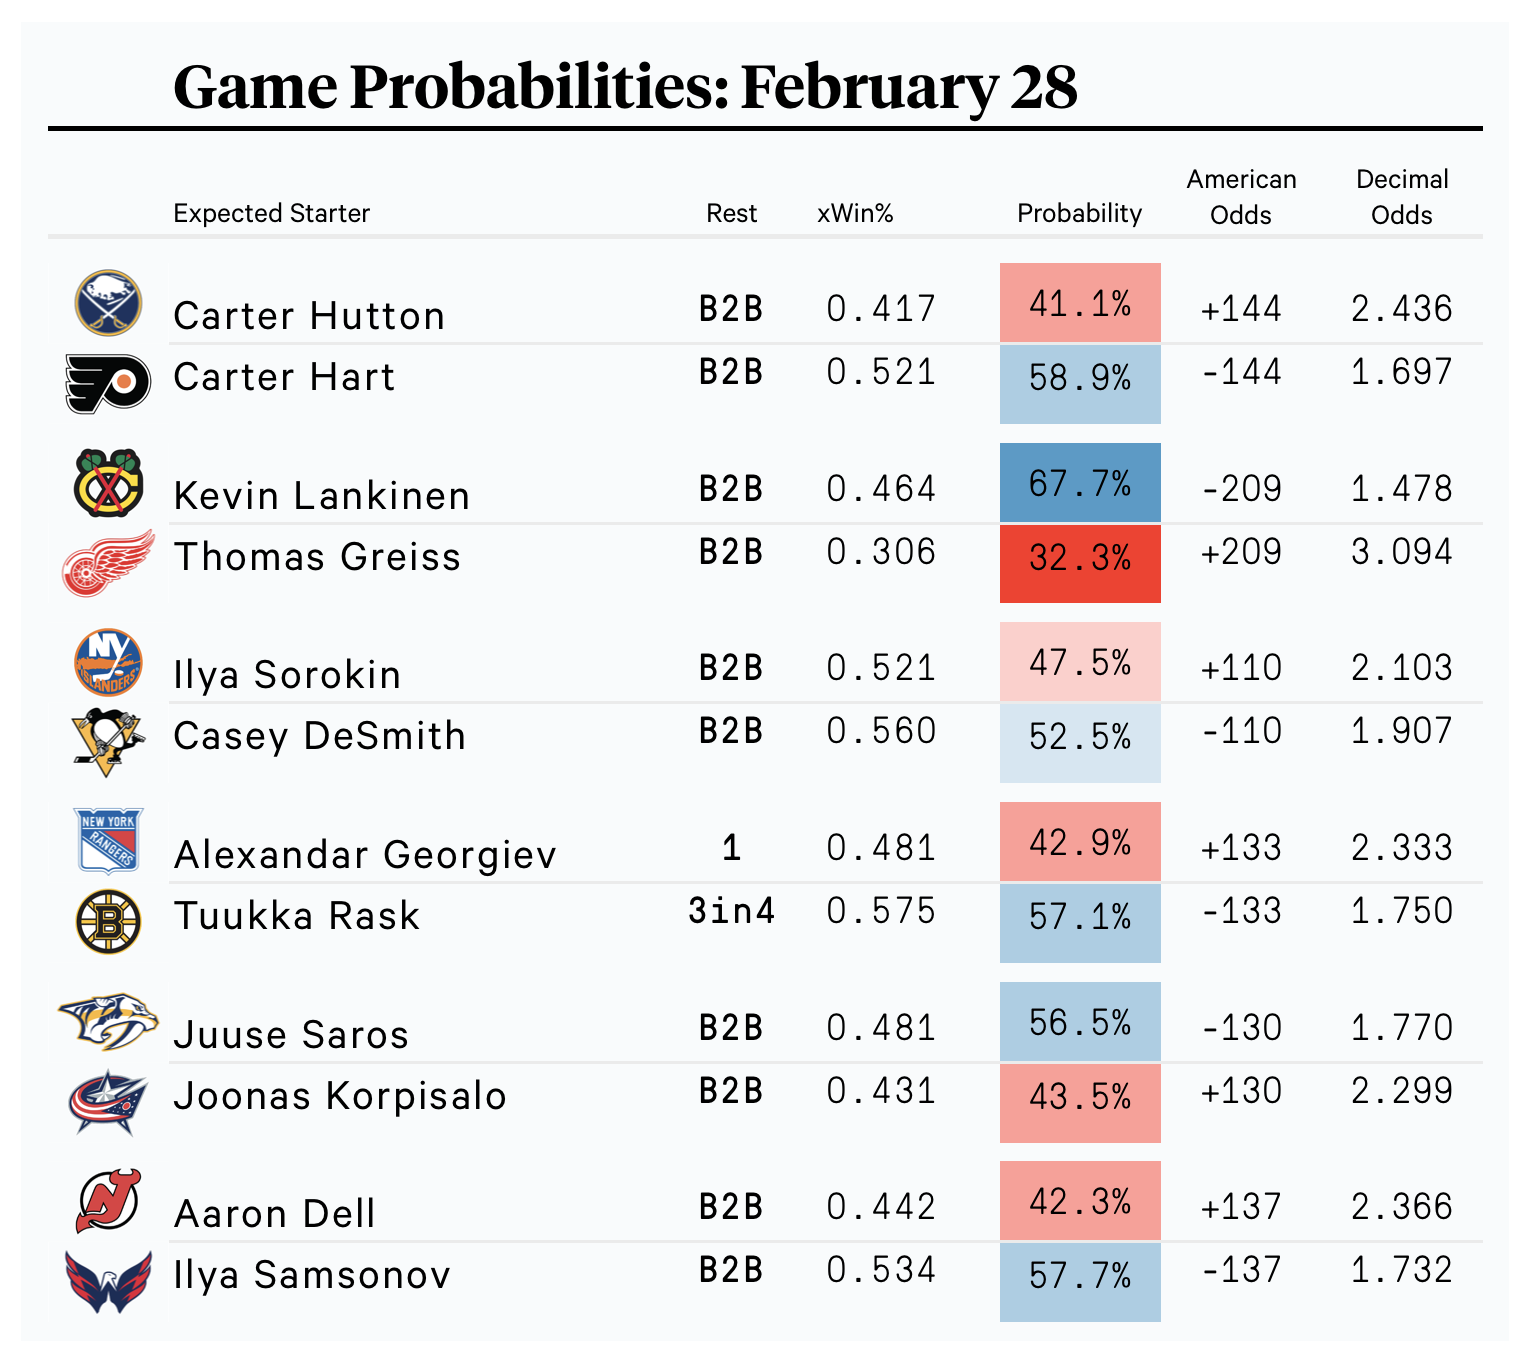 Game Probabilities: February 28
Expected Starter Rest xWin% Probability American Odds Decimal Odds
Carter Hutton B2B 0.417 41.1% +144 2.436
Carter Hart B2B 0.521 58.9% -144 1.697
Kevin Lankinen B2B 0.464 67.7% -209 1.478
Thomas Greiss B2B 0.306 32.3% +209 3.094
NY ISLANDERS
Ilya Sorokin B2B 0.521 47.5% +110 2.103
Casey DeSmith B2B 0.560 52.5% -110 1.907
NEW YORK
RANGERS
Alexandar Georgiev 1 0.481 42.9% +133 2.333
B
Tuukka Rask 3in4 0.575 57.1% -133 1.750
Juuse Saros B2B 0.481 56.5% -130 1.770
Joonas Korpisalo B2B 0.431 43.5% +130 2.299
Aaron Dell B2B 0.442 42.3% +137 2.366
Ilya Samsonov B2B 0.534 57.7% -137 1.732